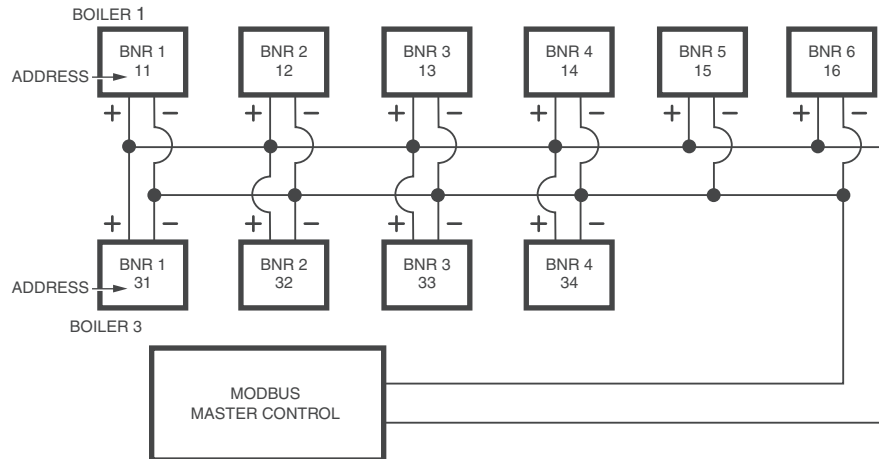 BOILER 1
BNR 1
11
BNR 2
12
BNR 3
13
BNR 4
14
BNR 5
15
BNR 6
16
ADDRESS
+ − + − + − + − + − + −
+ − + − + − + −
BNR 1
31
BNR 2
32
BNR 3
33
BNR 4
34
ADDRESS
BOILER 3
MODBUS
MASTER CONTROL